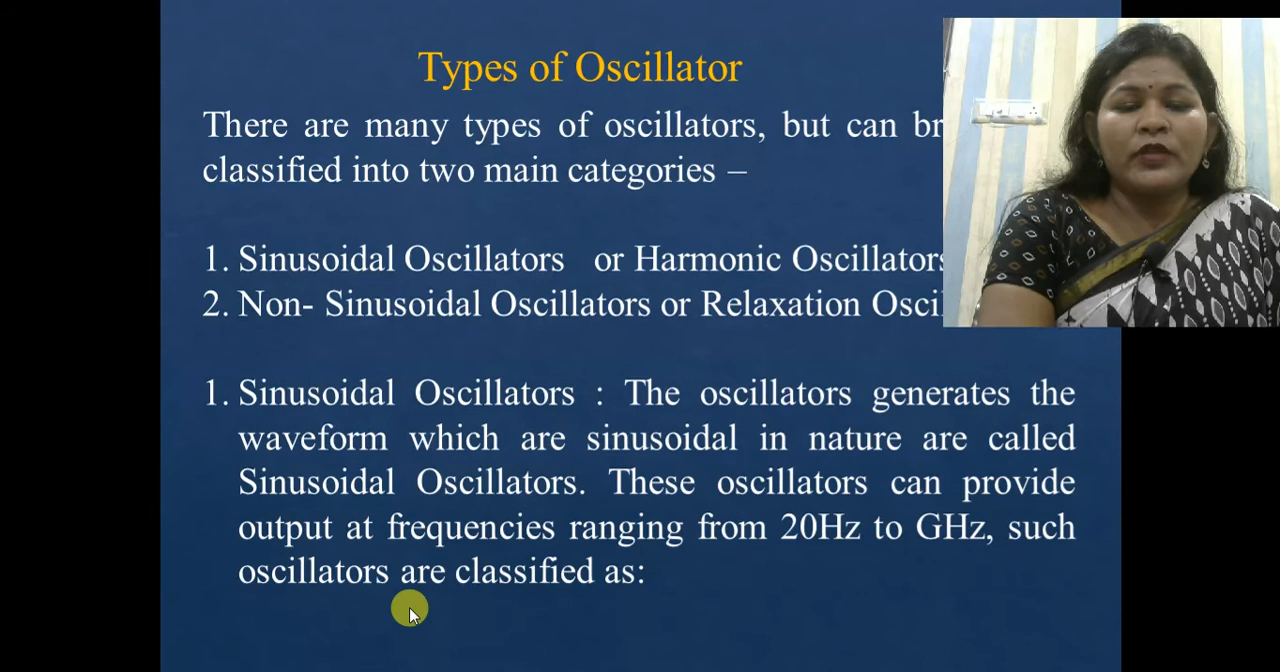 Types of Oscillator
There are many types of oscillators, but can br
classified into two main categories –
1. Sinusoidal Oscillators or Harmonic Oscillators
2. Non- Sinusoidal Oscillators or Relaxation Osci
1. Sinusoidal Oscillators : The oscillators generates the
waveform which are sinusoidal in nature are called
Sinusoidal Oscillators. These oscillators can provide
output at frequencies ranging from 20Hz to GHz, such
oscillators are classified as: